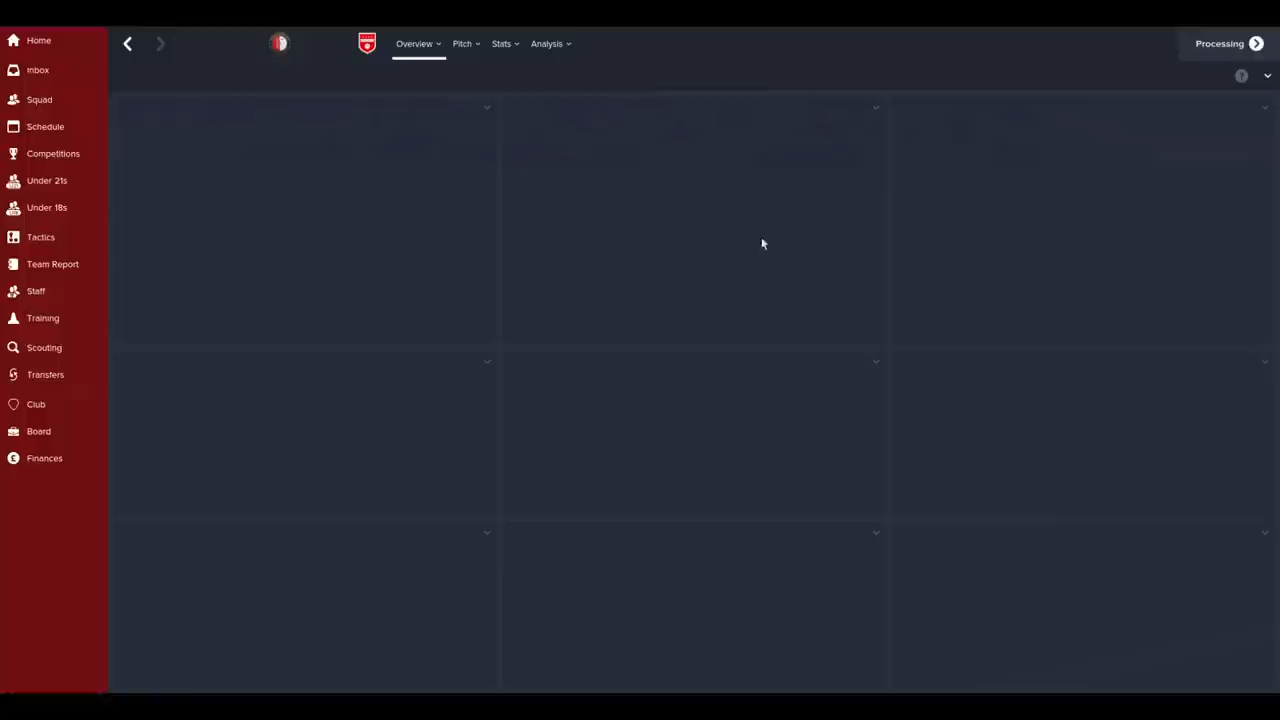 Home
Overview
Pitch
Stats
Analysis
Processing
Inbox
?
Squad
Schedule
Competitions
Under 21s
Under 18s
Tactics
Team Report
Staff
Training
Scouting
Transfers
Club
Board
Finances